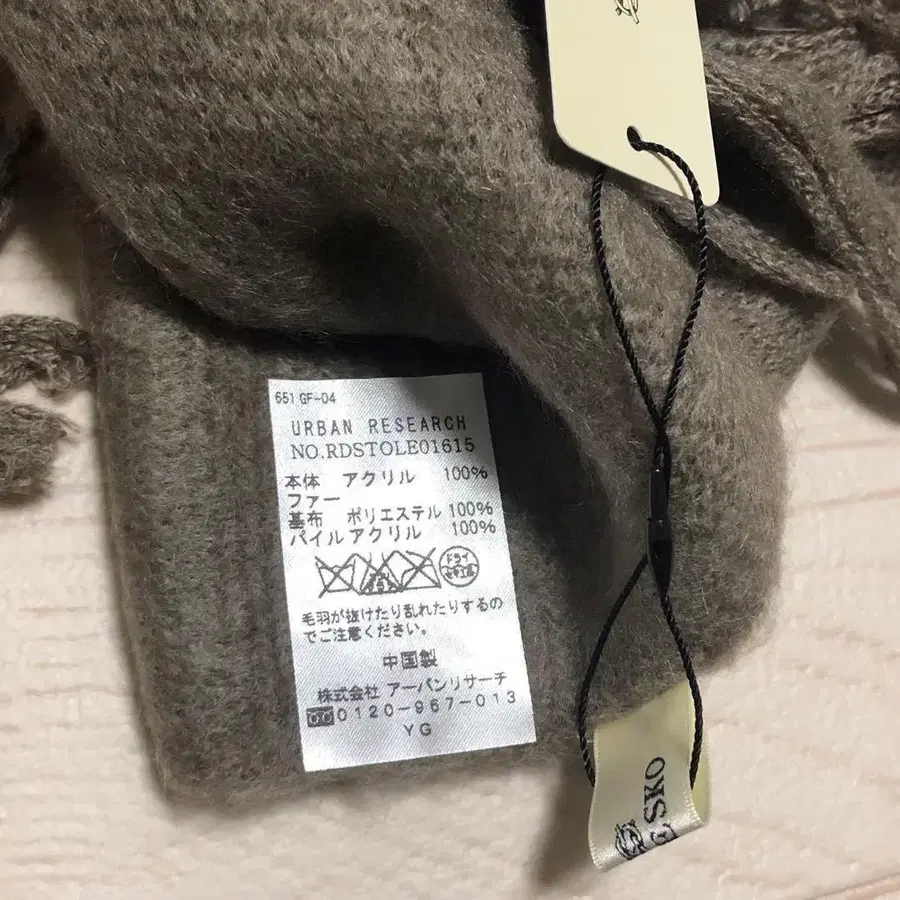 651 GF-04
URBAN RESEARCH
NO.RDSTOLE01615
本体 アクリル 100%
ファー
基布 ポリエステル 100%
パイル アクリル 100%
ドライ
セキユ系
毛羽が抜けたり乱れたりするの
でご注意ください。
中国製
株式会社 アーバンリサーチ
0120-967-013
YG
SKO